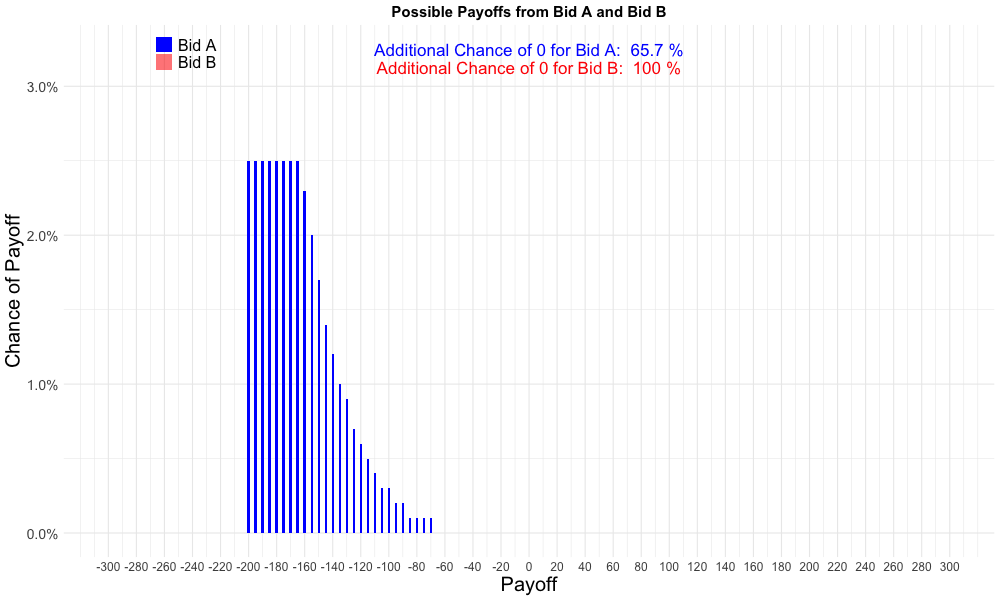 Possible Payoffs from Bid A and Bid B
Bid A
Bid B
Additional Chance of 0 for Bid A:  65.7 %
Additional Chance of 0 for Bid B:  100 %
Chance of Payoff
3.0%
2.0%
1.0%
0.0%
-300 -280 -260 -240 -220 -200 -180 -160 -140 -120 -100 -80 -60 -40 -20 0 20 40 60 80 100 120 140 160 180 200 220 240 260 280 300
Payoff